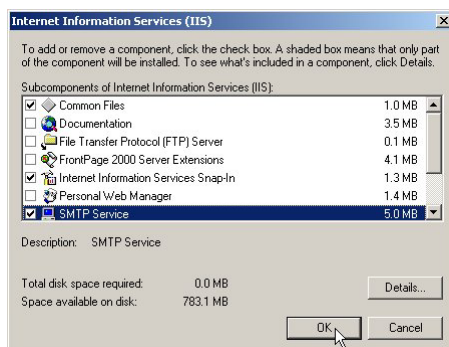 Internet Information Services (IIS)
To add or remove a component, click the check box. A shaded box means that only part
of the component will be installed. To see what's included in a component, click Details.
Subcomponents of Internet Information Services (IIS):
Common Files 1.0 MB
Documentation 3.5 MB
File Transfer Protocol (FTP) Server 0.1 MB
FrontPage 2000 Server Extensions 4.1 MB
Internet Information Services Snap-In 1.3 MB
Personal Web Manager 1.4 MB
SMTP Service 5.0 MB
Description: SMTP Service
Total disk space required: 0.0 MB
Space available on disk: 783.1 MB
Details...
OK Cancel